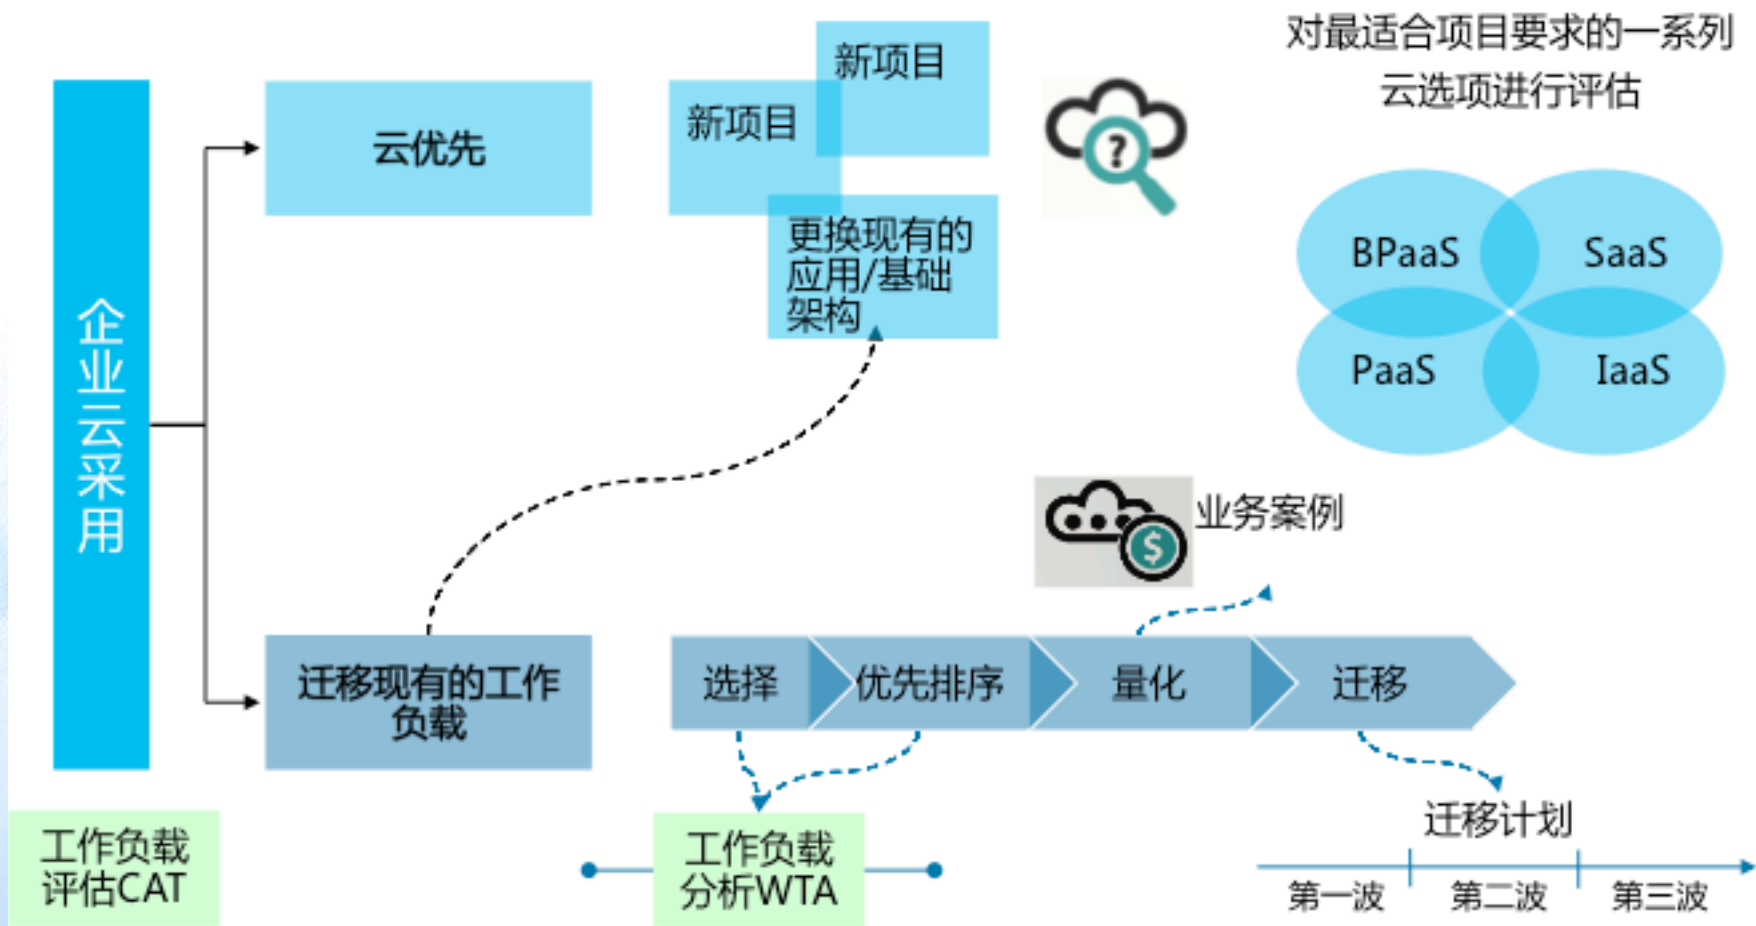 对最适合项目要求的一系列
云选项进行评估
新项目
新项目
云优先
更换现有的
应用/基础
架构
?
BPaaS
SaaS
PaaS
IaaS
企业云采用
业务案例
$
迁移现有的工作
负载
选择
优先排序
量化
迁移
工作负载
评估CAT
工作负载
分析WTA
迁移计划
第一波
第二波
第三波